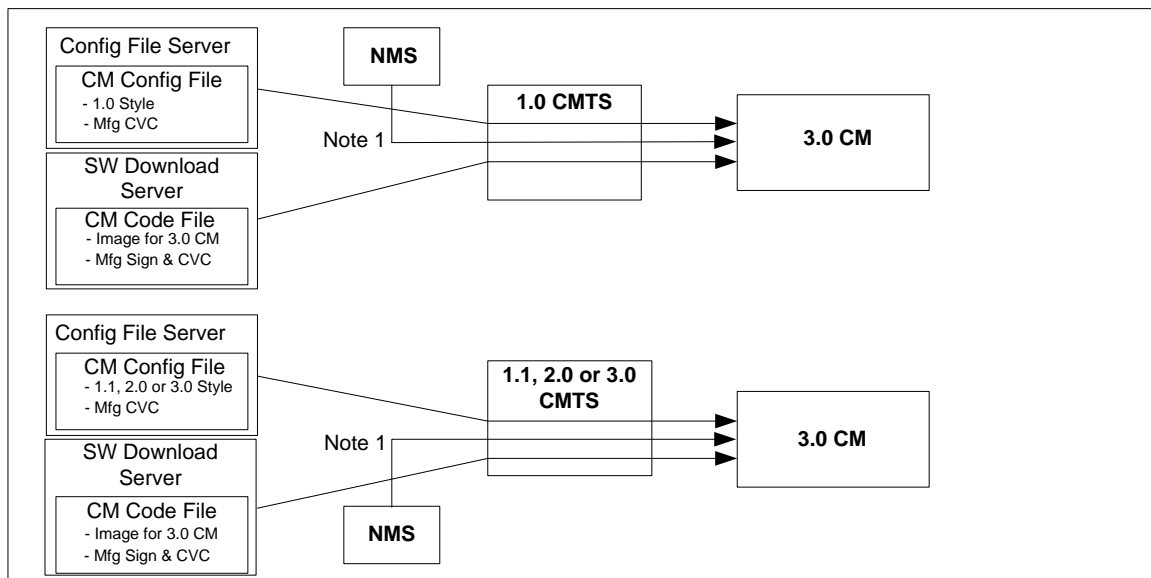 Config File Server
CM Config File
- 1.0 Style
- Mfg CVC
SW Download
Server
CM Code File
- Image for 3.0 CM
- Mfg Sign & CVC
NMS
Note 1
1.0 CMTS
3.0 CM
Config File Server
CM Config File
- 1.1, 2.0 or 3.0 Style
- Mfg CVC
SW Download
Server
CM Code File
- Image for 3.0 CM
- Mfg Sign & CVC
Note 1
NMS
1.1, 2.0 or 3.0
CMTS
3.0 CM